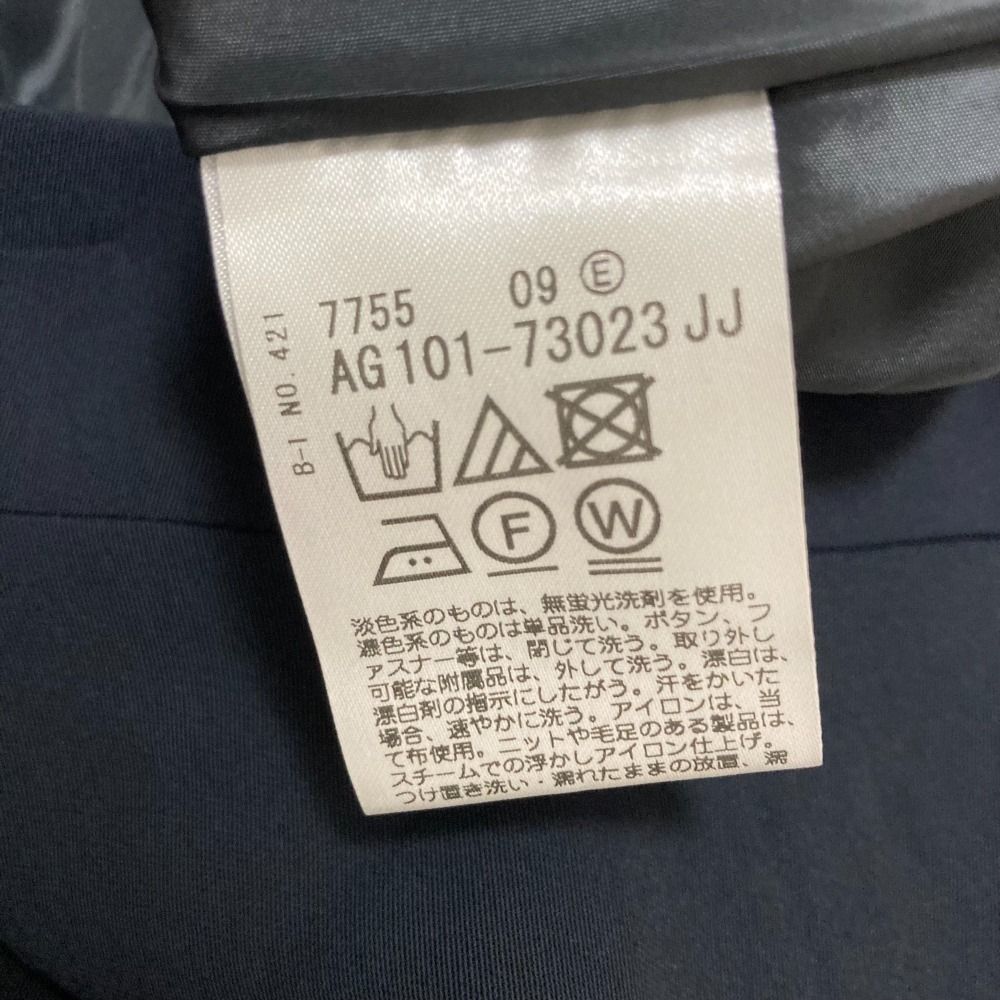 7755 09 Ⓔ
AG101-73023 JJ
B-I NO.421
F W
淡色系のものは、無蛍光洗剤を使用。
濃色系のものは単品洗い。ボタン、フ
ァスナー等は、閉じて洗う。取り外し
可能な附属品は、外して洗う。漂白は、
漂白剤の指示にしたがう。汗をかいた
場合、速やかに洗う。アイロンは、当
て布使用。ニットや毛足のある製品は、
スチームでの浮かしアイロン仕上げ。
つけ置き洗い・濡れたままの放置、濡